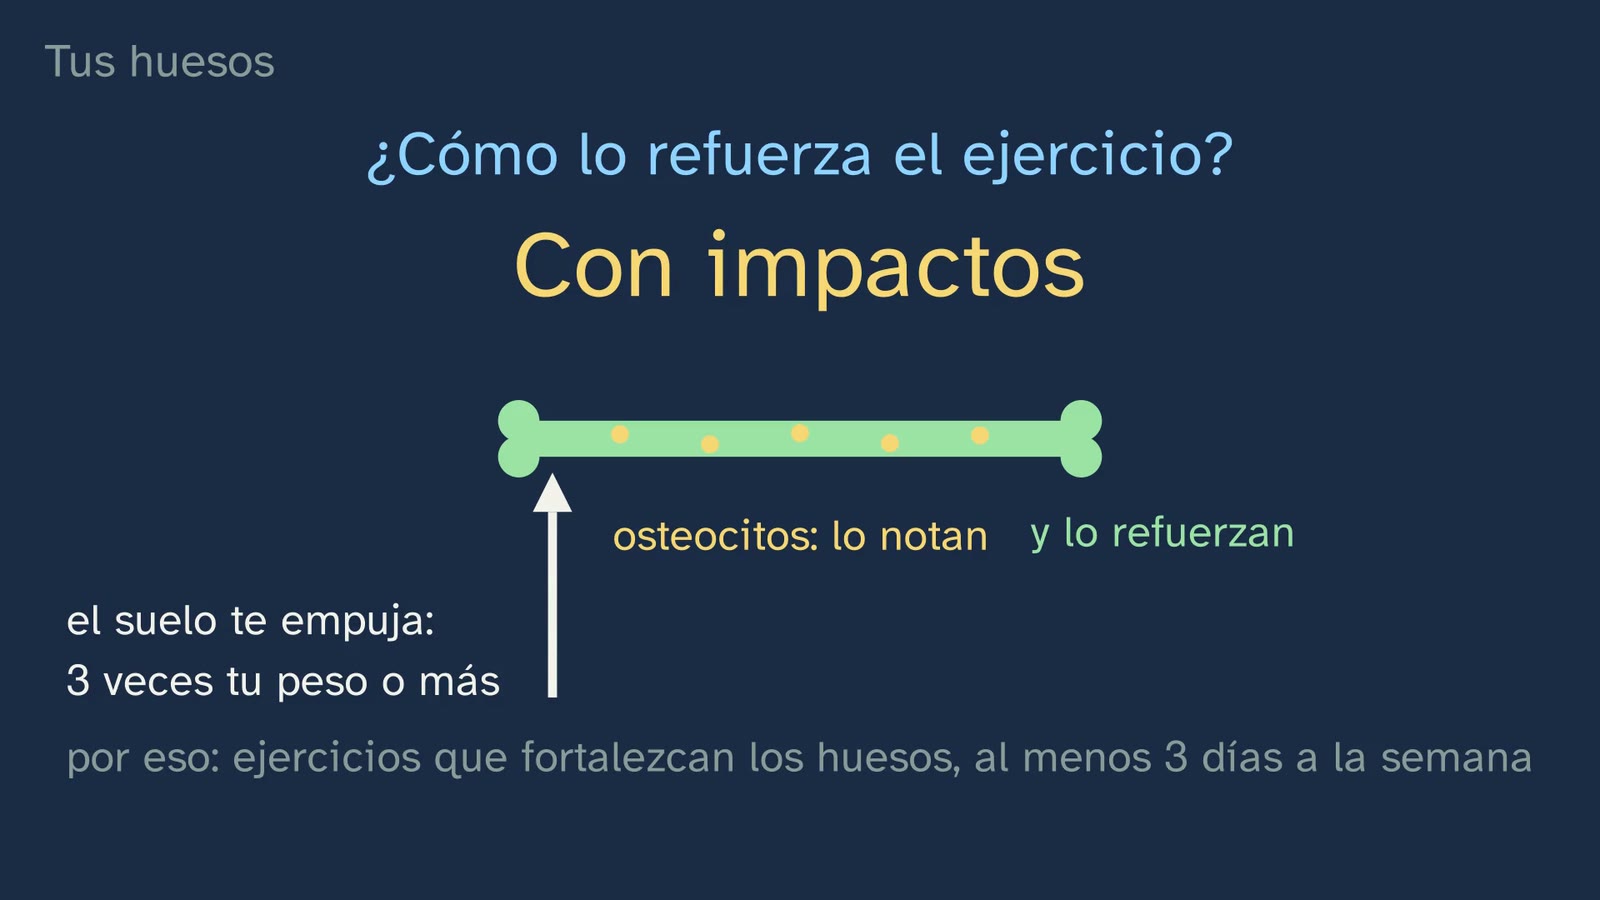 Tus huesos
¿Cómo lo refuerza el ejercicio?
Con impactos
osteocitos: lo notan
y lo refuerzan
el suelo te empuja:
3 veces tu peso o más
por eso: ejercicios que fortalezcan los huesos, al menos 3 días a la semana